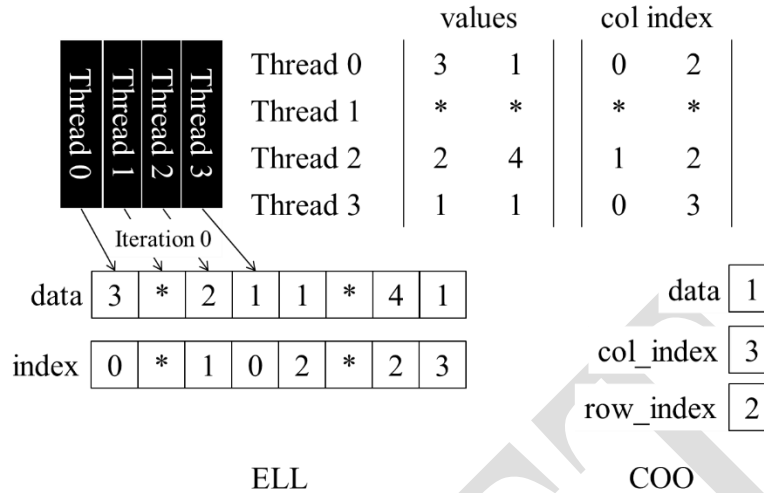 values col index
Thread 0 3 1 0 2
Thread 1 * * * *
Thread 2 2 4 1 2
Thread 3 1 1 0 3
Thread 0
Thread 1
Thread 2
Thread 3
Iteration 0
data 3 * 2 1 1 * 4 1
index 0 * 1 0 2 * 2 3
data 1
col_index 3
row_index 2
ELL COO